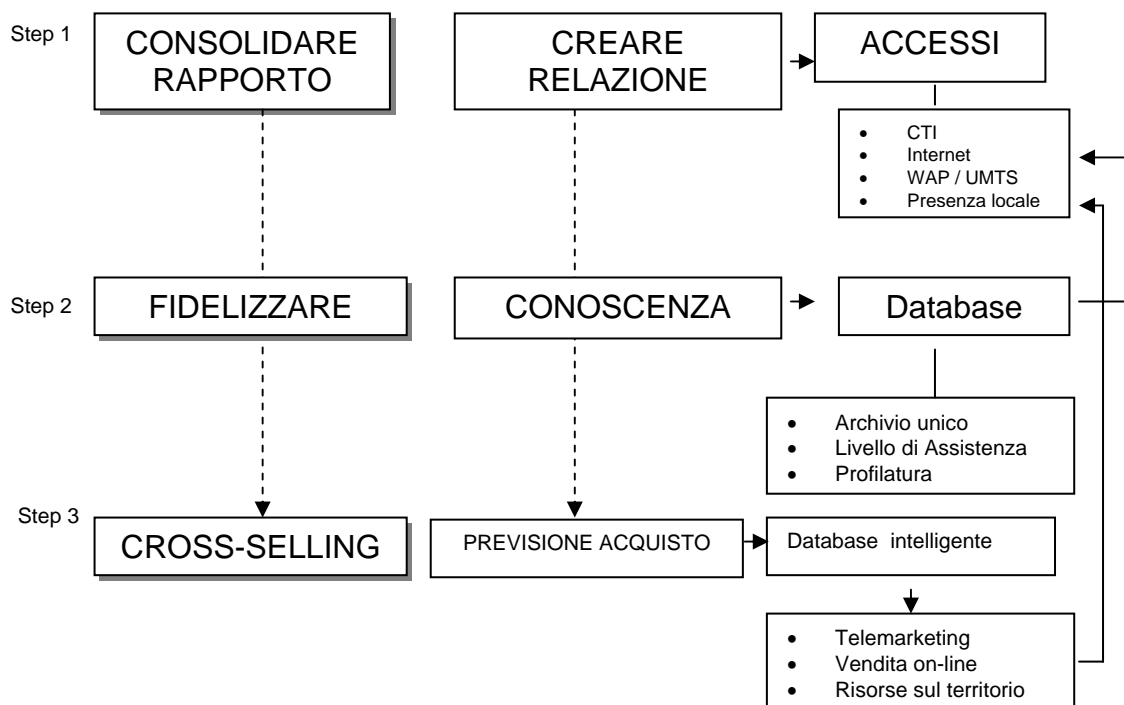 Step 1
CONSOLIDARE
RAPPORTO
CREARE
RELAZIONE
ACCESSI
• CTI
• Internet
• WAP / UMTS
• Presenza locale
Step 2
FIDELIZZARE
CONOSCENZA
Database
• Archivio unico
• Livello di Assistenza
• Profilatura
Step 3
CROSS-SELLING
PREVISIONE ACQUISTO
Database intelligente
• Telemarketing
• Vendita on-line
• Risorse sul territorio